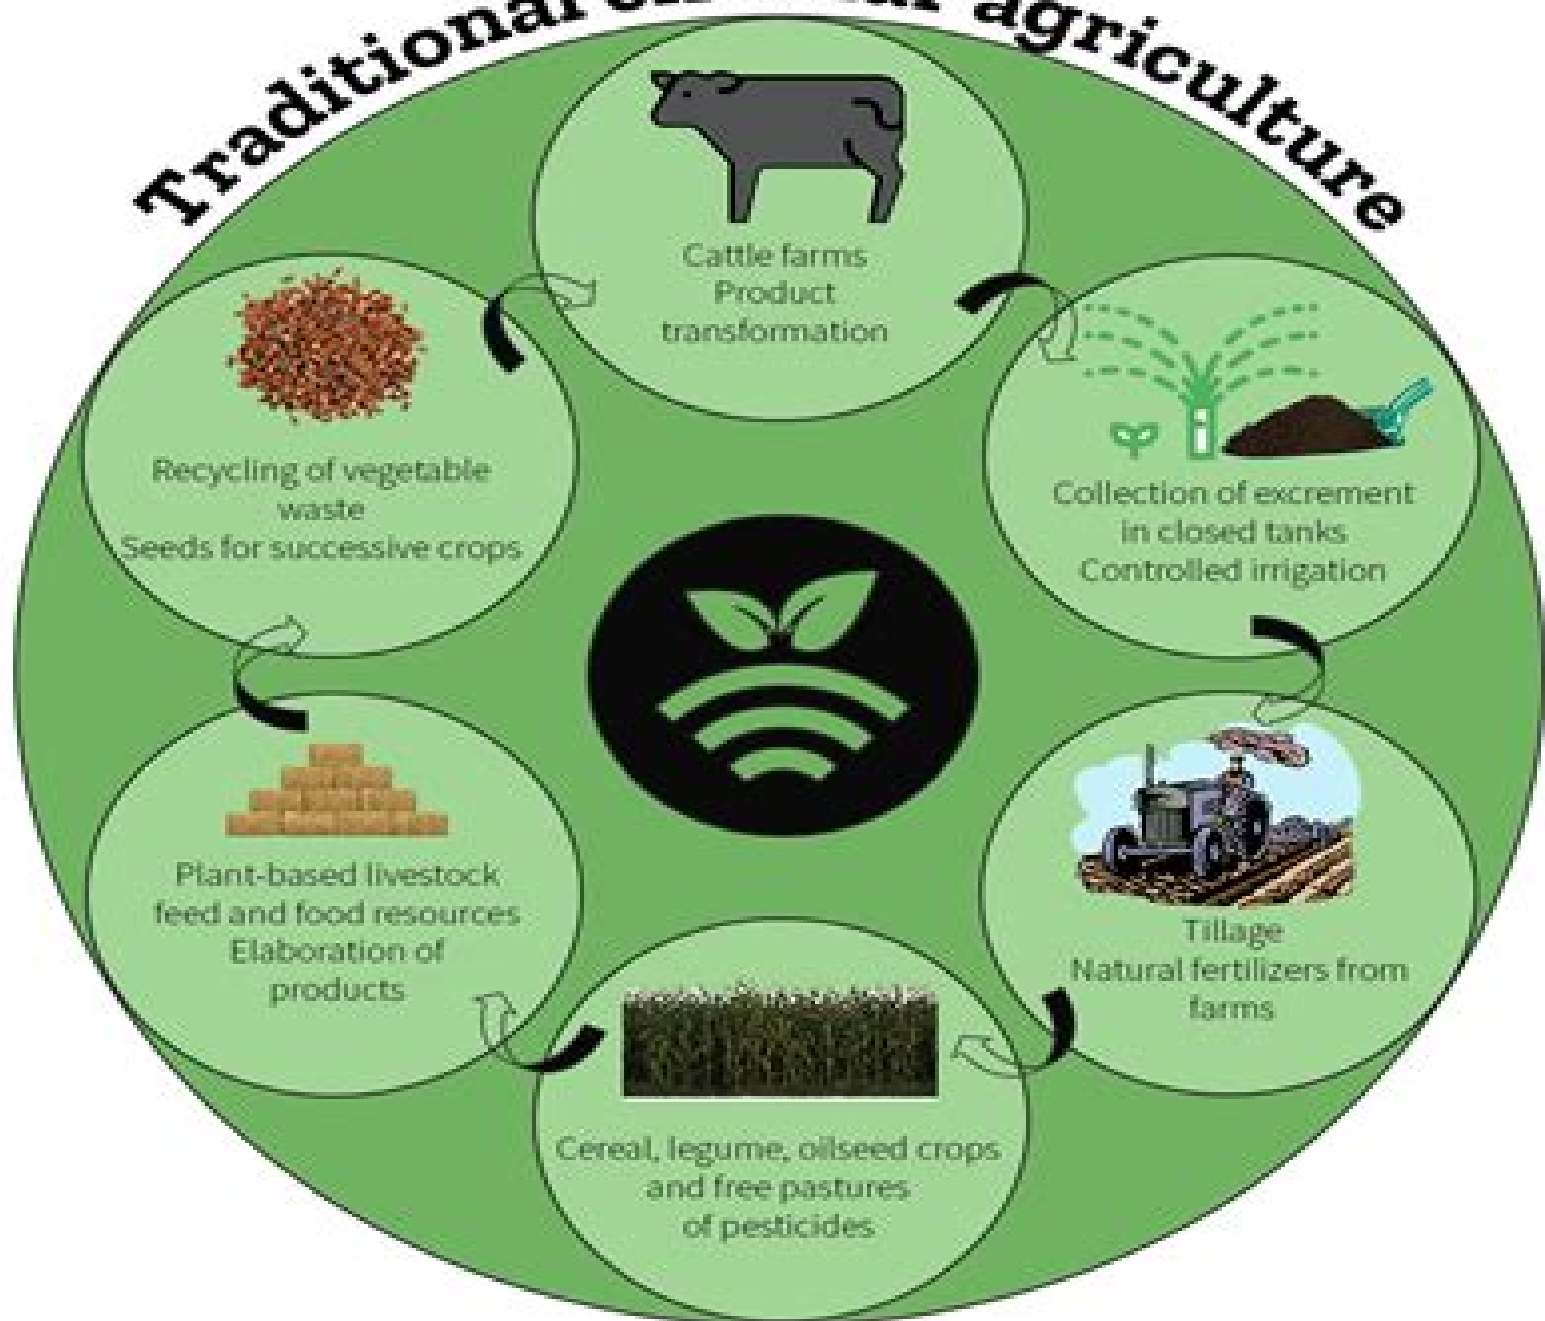 Traditional agriculture
Cattle farms
Product
transformation
Collection of excrement
in closed tanks
Controlled irrigation
Tillage
Natural fertilizers from
farms
Cereal, legume, oilseed crops
and free pastures
of pesticides
Plant-based livestock
feed and food resources
Elaboration of
products
Recycling of vegetable
waste
Seeds for successive crops